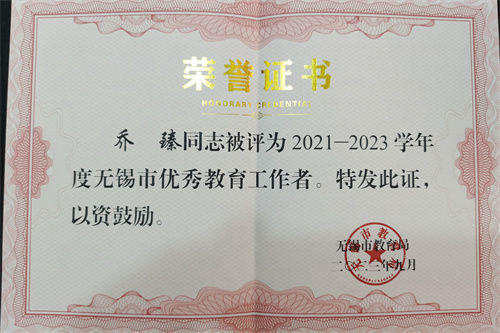 荣誉证书
HONORARY CREDENTIAL
乔 臻同志被评为2021—2023学年
度无锡市优秀教育工作者。特发此证，
以资鼓励。
无锡市教育局
二〇二三年九月